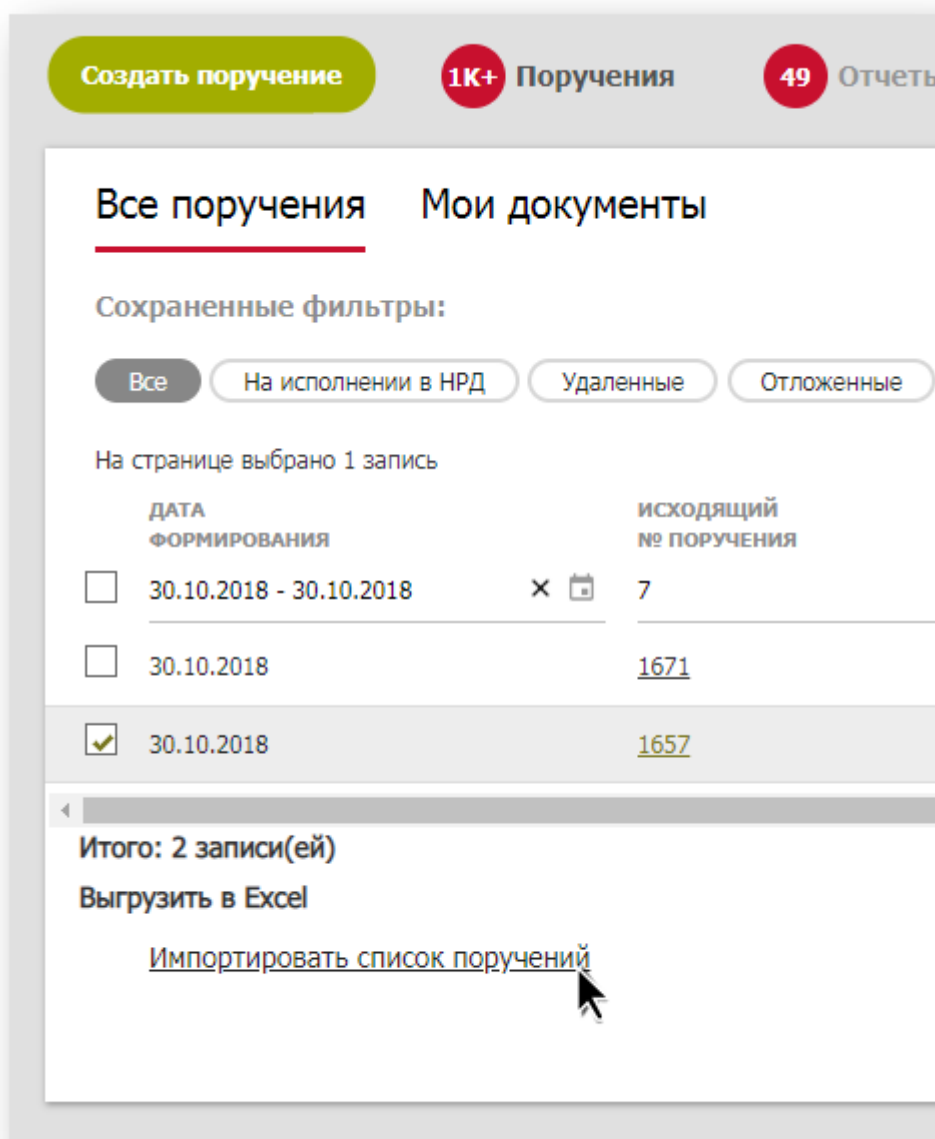 Создать поручение 1K+ Поручения 49 Отчеты
Все поручения Мои документы
Сохраненные фильтры:
Все На исполнении в НРД Удаленные Отложенные
На странице выбрано 1 запись
ДАТА ФОРМИРОВАНИЯ ИСХОДЯЩИЙ № ПОРУЧЕНИЯ
30.10.2018 - 30.10.2018 7
30.10.2018 1671
30.10.2018 1657
Итого: 2 записи(ей)
Выгрузить в Excel
Импортировать список поручений